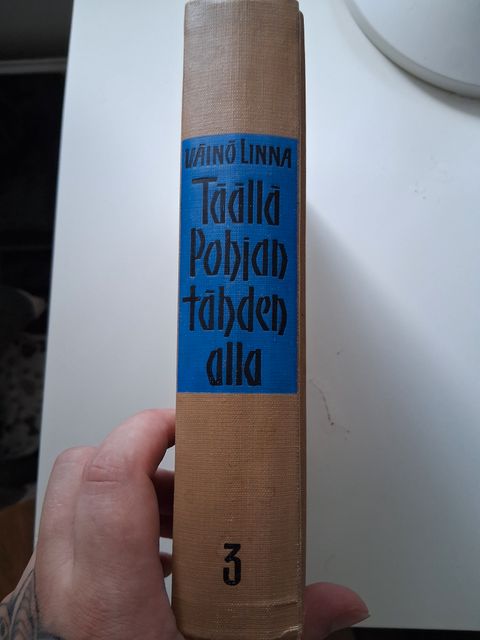 VÄINÖ LINNA
Täällä
Pohjan
tähden
alla
3